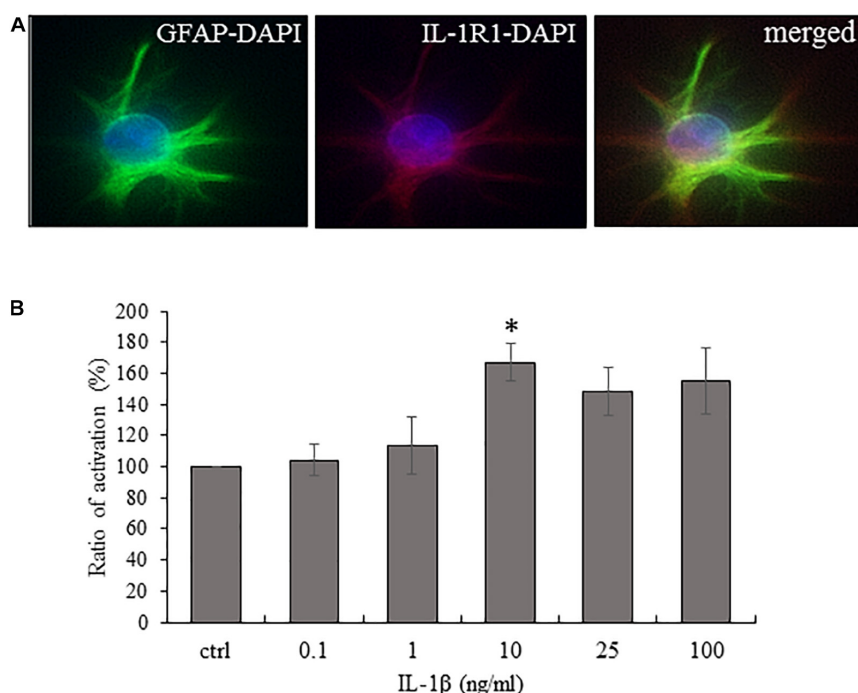 A
GFAP-DAPI
IL-1R1-DAPI
merged
B
200
180
160
140
120
100
80
60
40
20
0
Ratio of activation (%)
*
ctrl 0.1 1 10 25 100
IL-1β (ng/ml)